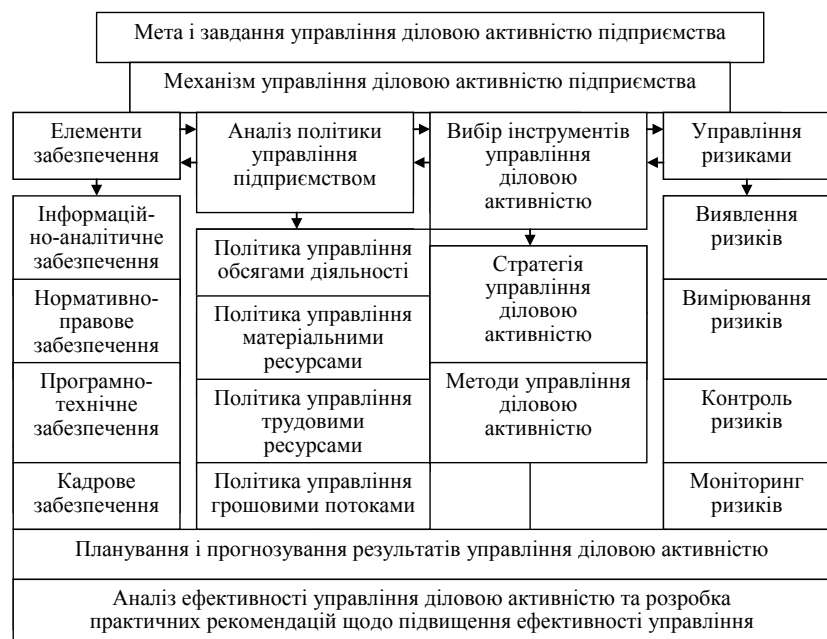 Мета і завдання управління діловою активністю підприємства
Механізм управління діловою активністю підприємства
Елементи
забезпечення
Аналіз політики
управління
підприємством
Вибір інструментів
управління
діловою
активністю
Управління
ризиками
Інформацій-
но-аналітичне
забезпечення
Нормативно-
правове
забезпечення
Програмно-
технічне
забезпечення
Кадрове
забезпечення
Політика управління
обсягами діяльності
Політика управління
матеріальними
ресурсами
Політика управління
трудовими
ресурсами
Політика управління
грошовими потоками
Стратегія
управління
діловою
активністю
Методи управління
діловою
активністю
Виявлення
ризиків
Вимірювання
ризиків
Контроль
ризиків
Моніторинг
ризиків
Планування і прогнозування результатів управління діловою активністю
Аналіз ефективності управління діловою активністю та розробка
практичних рекомендацій щодо підвищення ефективності управління